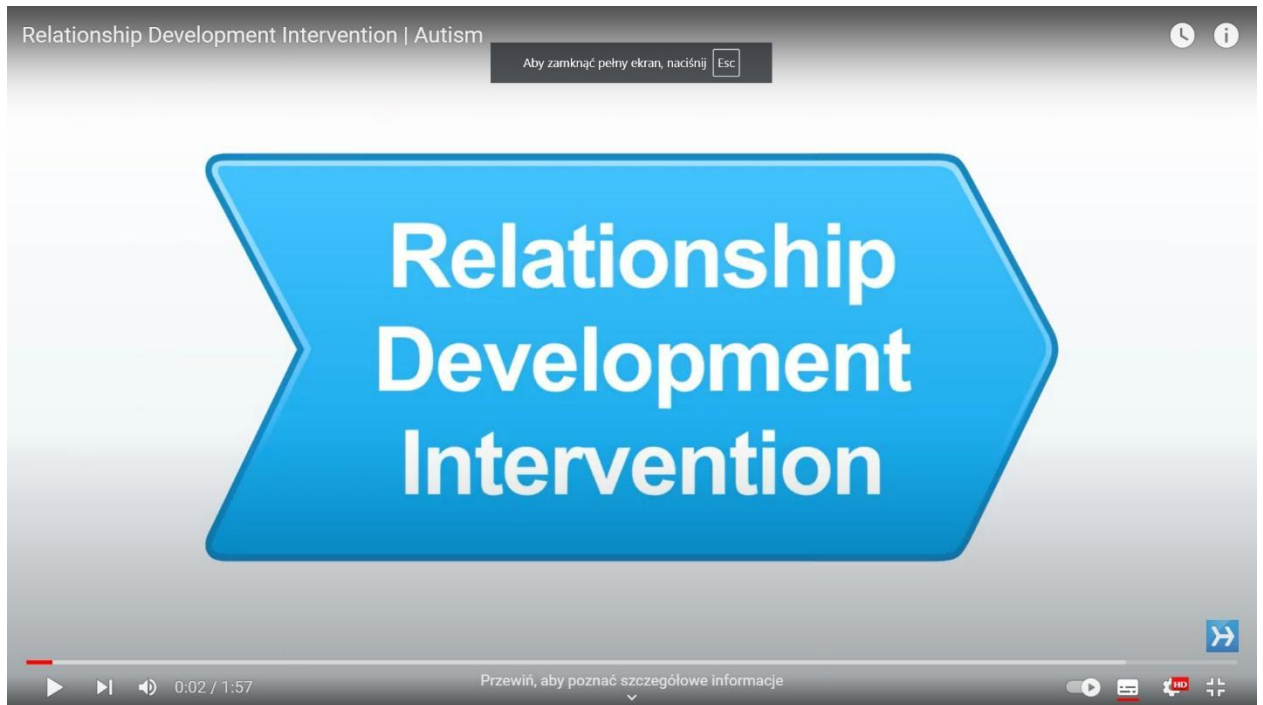 Relationship Development Intervention | Autism
Aby zamknąć pełny ekran, naciśnij Esc
Relationship
Development
Intervention
0:02 / 1:57
Przewiń, aby poznać szczegółowe informacje
HD